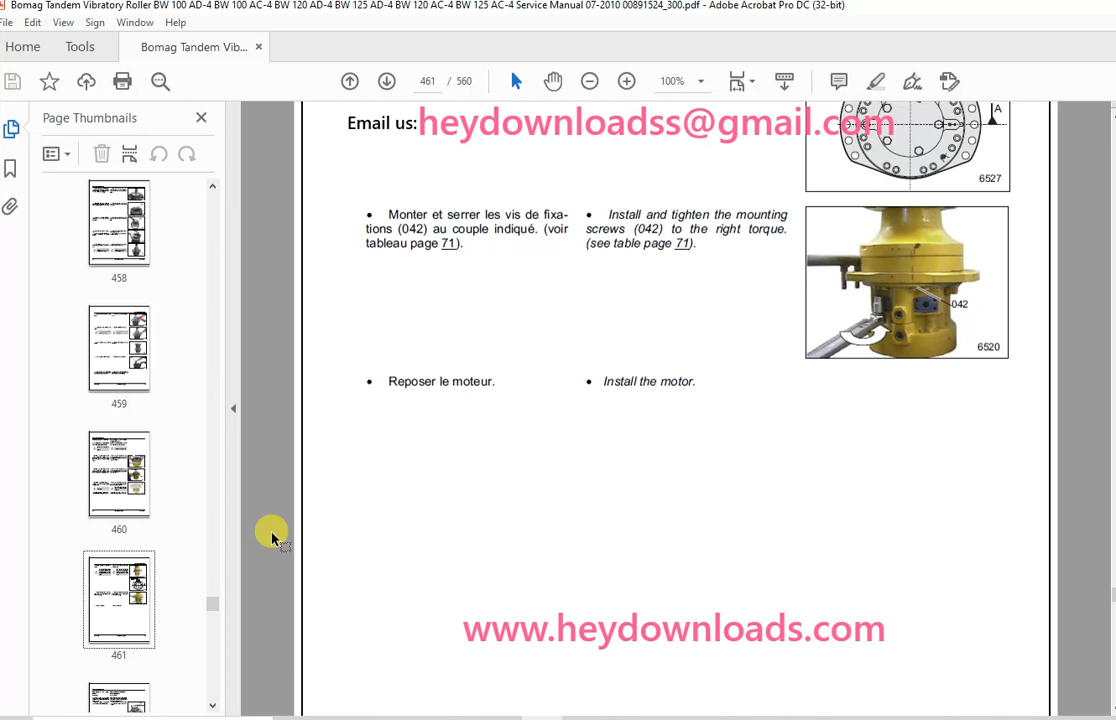 Bomag Tandem Vibratory Roller BW 100 AD-4 BW 100 AC-4 BW 120 AD-4 BW 125 AD-4 BW 120 AC-4 BW 125 AC-4 Service Manual 07-2010 00891524_300.pdf - Adobe Acrobat Pro DC (32-bit)
File Edit View Sign Window Help
Home Tools Bomag Tandem Vib... ×
461 / 560 100%
Page Thumbnails
458
459
460
461
Email us:heydownloadss@gmail.com
A
6527
• Monter et serrer les vis de fixa-
tions (042) au couple indiqué. (voir
tableau page 71).
• Install and tighten the mounting
screws (042) to the right torque.
(see table page 71).
042
6520
• Reposer le moteur.
• Install the motor.
www.heydownloads.com